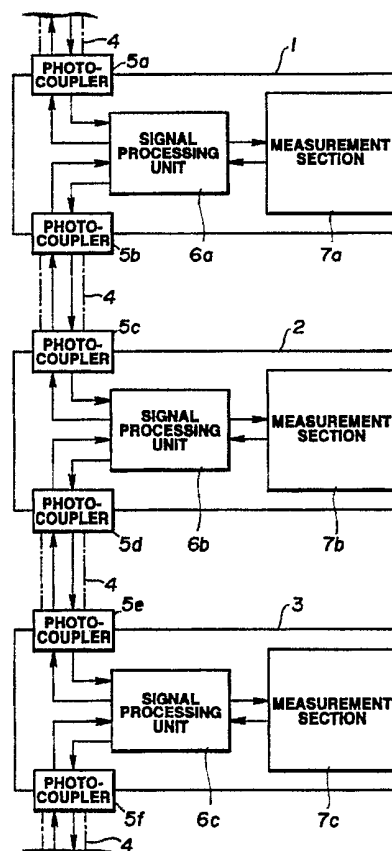 4
PHOTO-
COUPLER
5a
1
SIGNAL
PROCESSING
UNIT
MEASUREMENT
SECTION
PHOTO-
COUPLER
5b
6a
7a
4
5c
PHOTO-
COUPLER
2
SIGNAL
PROCESSING
UNIT
MEASUREMENT
SECTION
PHOTO-
COUPLER
5d
6b
7b
4
5e
PHOTO-
COUPLER
3
SIGNAL
PROCESSING
UNIT
MEASUREMENT
SECTION
PHOTO-
COUPLER
5f
6c
7c
4